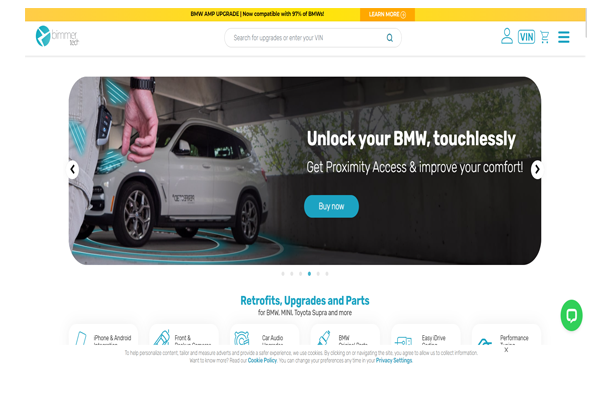 BMW AMP UPGRADE | Now compatible with 97% of BMWs!
LEARN MORE
bimmer
tech
Search for upgrades or enter your VIN
VIN
Unlock your BMW, touchlessly
Get Proximity Access & improve your comfort!
Buy now
Retrofits, Upgrades and Parts
for BMW, MINI, Toyota Supra and more
iPhone & Android
Integration
Front &
Car Audio
Upgrades
BMW
Original Parts
Easy iDrive
Coding
Performance
Tuning
To help personalize content, tailor and measure adverts and provide a safer experience, we use cookies. By clicking on or navigating the site, you agree to allow us to collect information.
Want to know more? Read our Cookie Policy. You can change your preferences any time in your Privacy Settings.
X